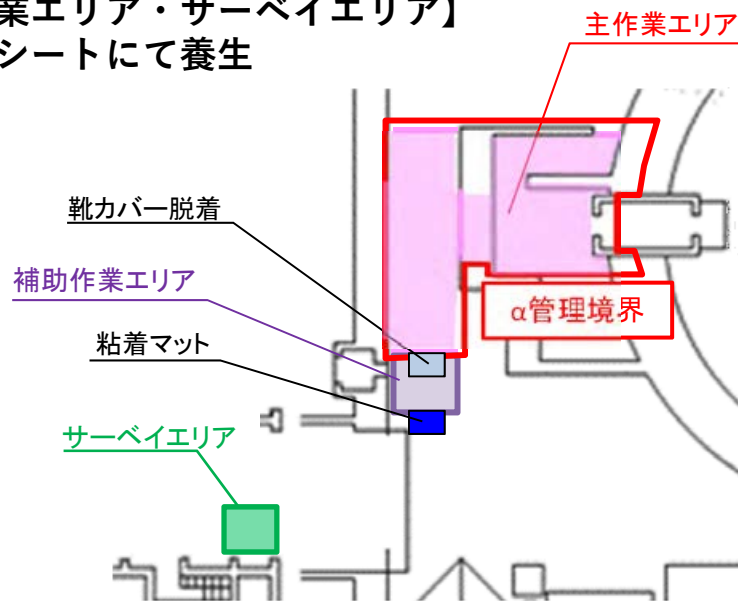 業エリア・サーベイエリア】
シートにて養生
主作業エリア
靴カバー脱着
補助作業エリア
α管理境界
粘着マット
サーベイエリア